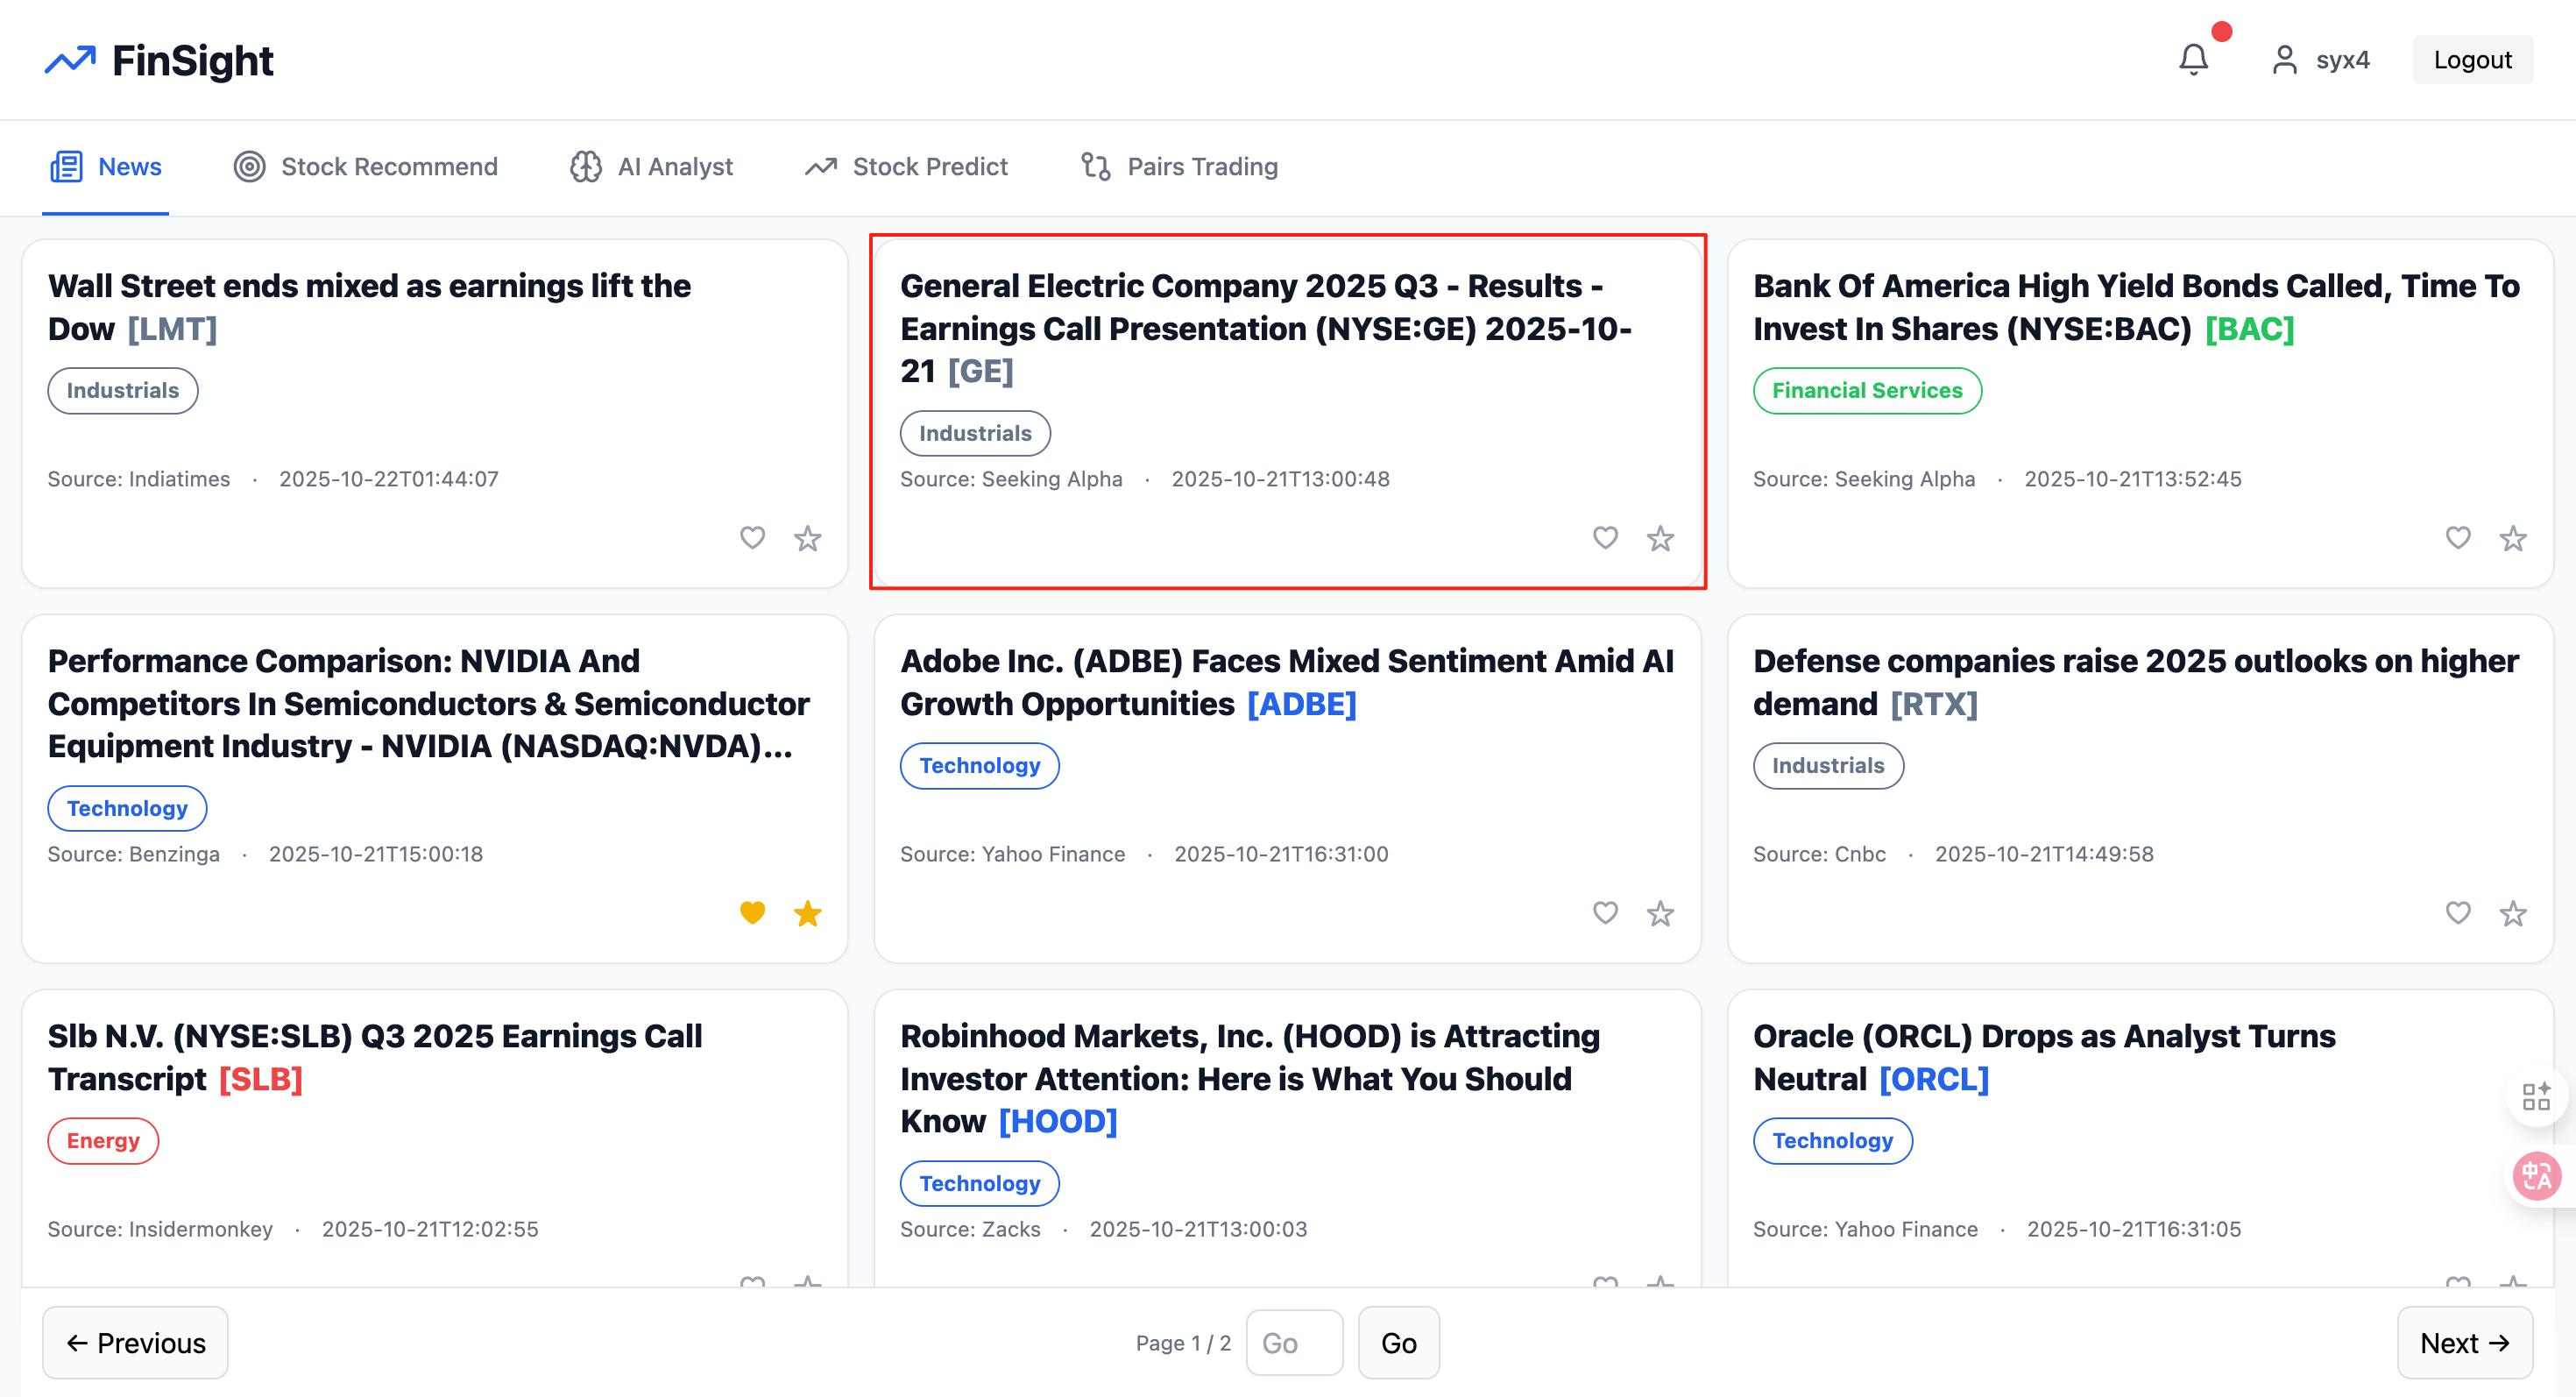 FinSight
syx4
Logout
News
Stock Recommend
AI Analyst
Stock Predict
Pairs Trading
Wall Street ends mixed as earnings lift the
Dow [LMT]
Industrials
Source: Indiatimes · 2025-10-22T01:44:07
General Electric Company 2025 Q3 - Results -
Earnings Call Presentation (NYSE:GE) 2025-10-
21 [GE]
Industrials
Source: Seeking Alpha · 2025-10-21T13:00:48
Bank Of America High Yield Bonds Called, Time To
Invest In Shares (NYSE:BAC) [BAC]
Financial Services
Source: Seeking Alpha · 2025-10-21T13:52:45
Performance Comparison: NVIDIA And
Competitors In Semiconductors & Semiconductor
Equipment Industry - NVIDIA (NASDAQ:NVDA)...
Technology
Source: Benzinga · 2025-10-21T15:00:18
Adobe Inc. (ADBE) Faces Mixed Sentiment Amid AI
Growth Opportunities [ADBE]
Technology
Source: Yahoo Finance · 2025-10-21T16:31:00
Defense companies raise 2025 outlooks on higher
demand [RTX]
Industrials
Source: Cnbc · 2025-10-21T14:49:58
Slb N.V. (NYSE:SLB) Q3 2025 Earnings Call
Transcript [SLB]
Energy
Source: Insidermonkey · 2025-10-21T12:02:55
Robinhood Markets, Inc. (HOOD) is Attracting
Investor Attention: Here is What You Should
Know [HOOD]
Technology
Source: Zacks · 2025-10-21T13:00:03
Oracle (ORCL) Drops as Analyst Turns
Neutral [ORCL]
Technology
Source: Yahoo Finance · 2025-10-21T16:31:05
中A
← Previous
Page 1 / 2
Go
Go
Next →